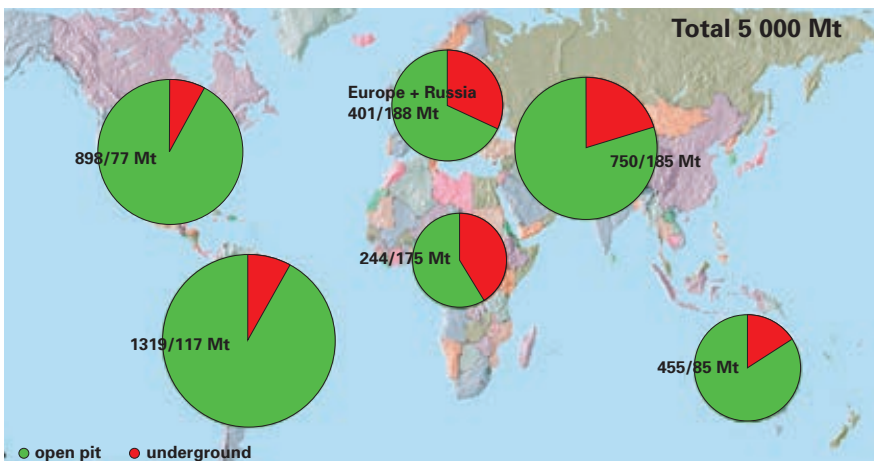 Total 5 000 Mt
Europe + Russia
401/188 Mt
898/77 Mt
750/185 Mt
244/175 Mt
1319/117 Mt
455/85 Mt
open pit
underground